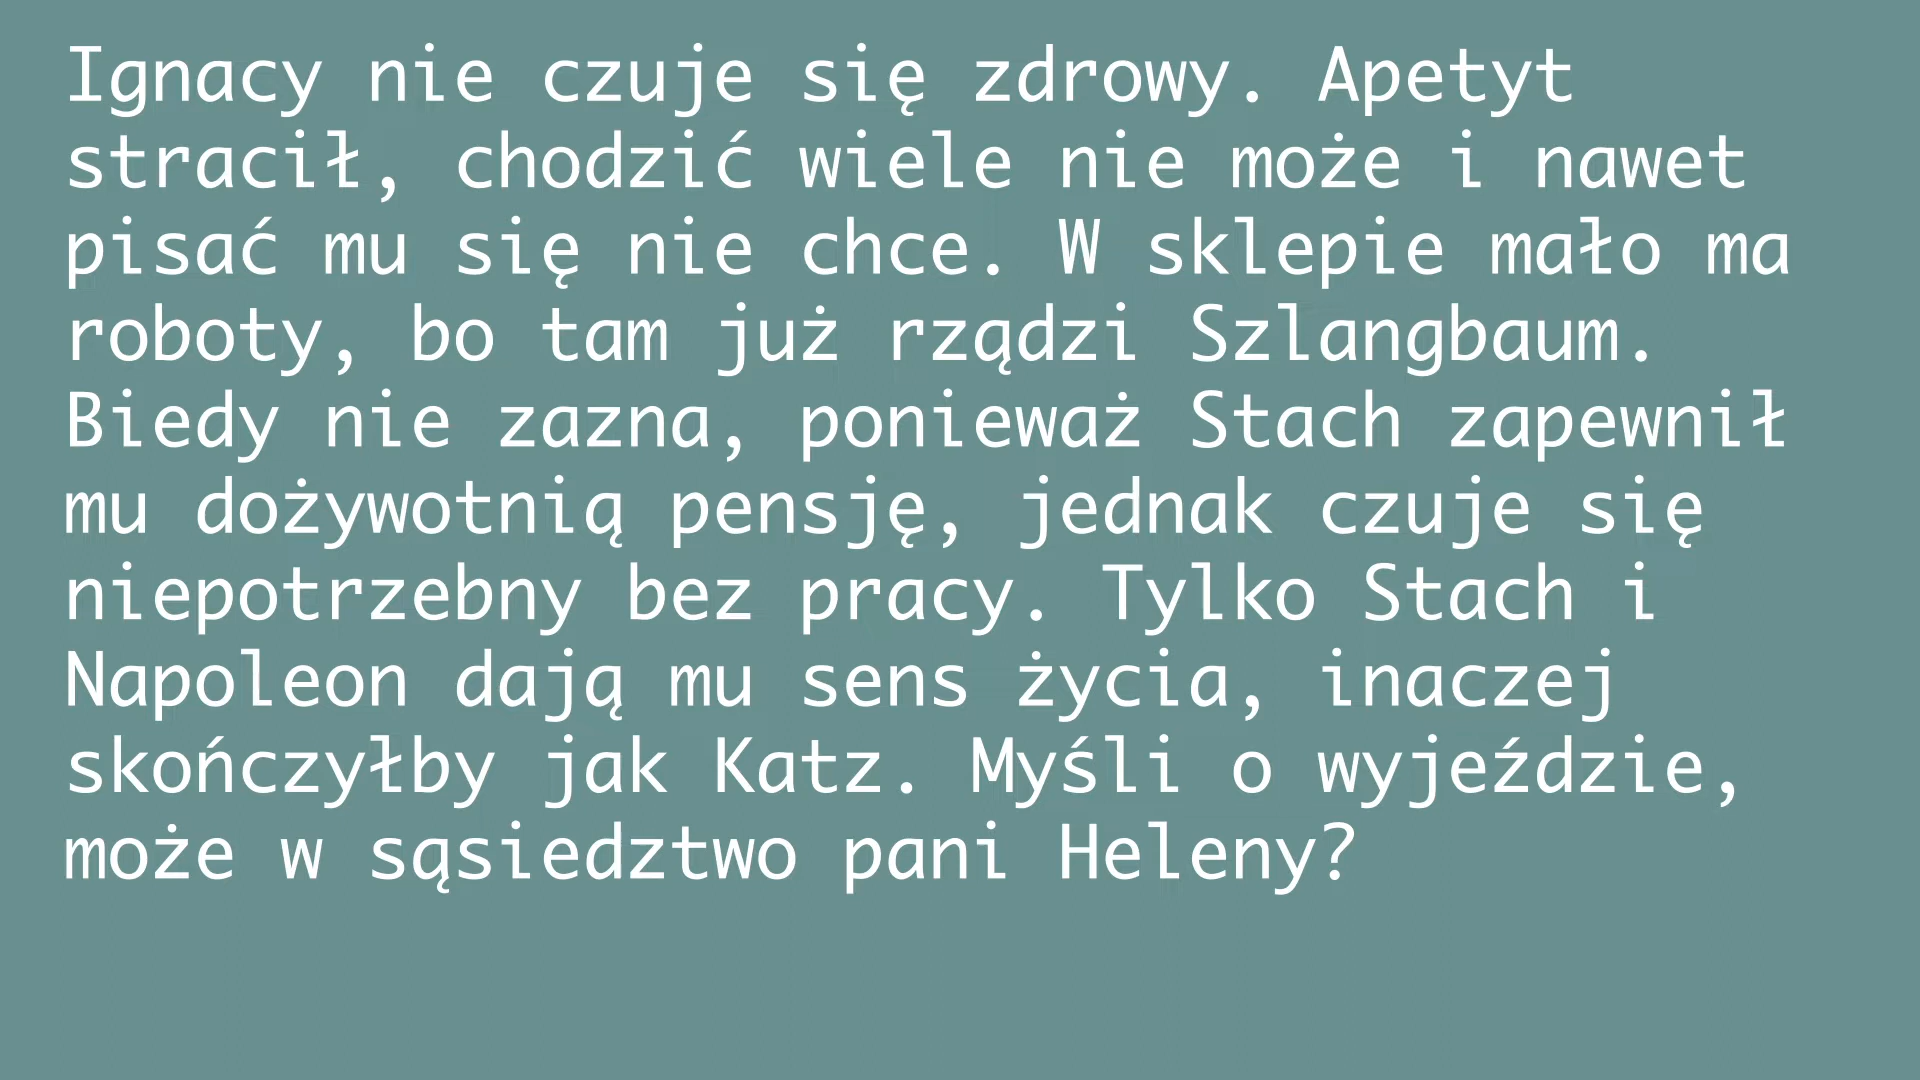 Ignacy nie czuje się zdrowy. Apetyt
stracił, chodzić wiele nie może i nawet
pisać mu się nie chce. W sklepie mało ma
roboty, bo tam już rządzi Szlangbaum.
Biedy nie zazna, ponieważ Stach zapewnił
mu dożywotnią pensję, jednak czuje się
niepotrzebny bez pracy. Tylko Stach i
Napoleon dają mu sens życia, inaczej
skończyłby jak Katz. Myśli o wyjeździe,
może w sąsiedztwo pani Heleny?